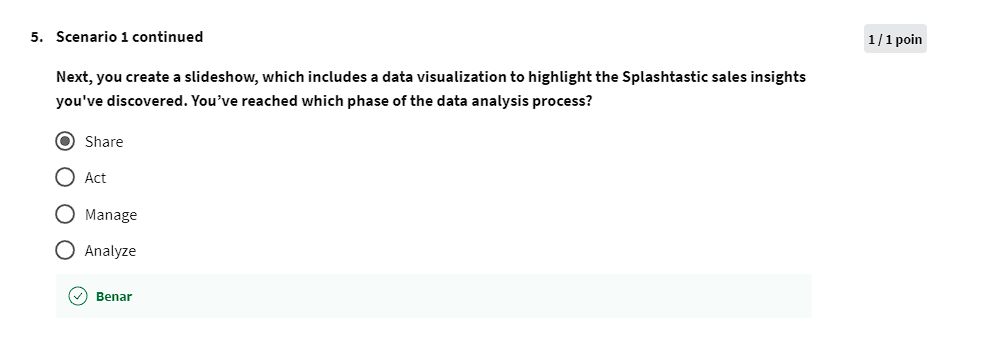 5. Scenario 1 continued
1 / 1 poin
Next, you create a slideshow, which includes a data visualization to highlight the Splashtastic sales insights
you've discovered. You’ve reached which phase of the data analysis process?
Share
Act
Manage
Analyze
Benar